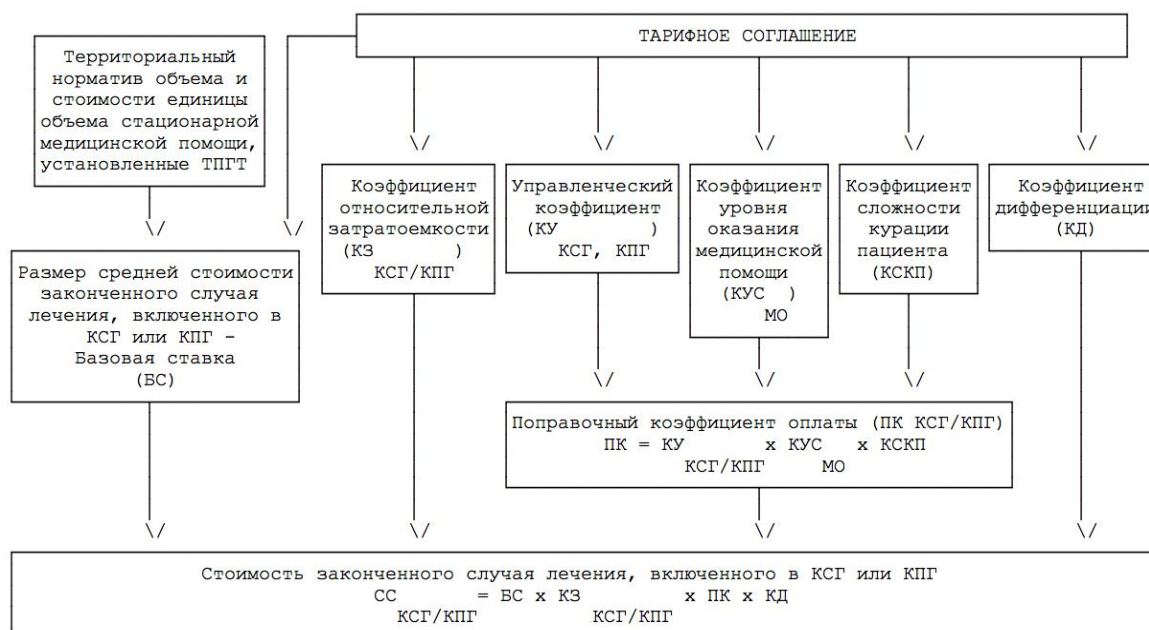 ТАРИФНОЕ СОГЛАШЕНИЕ
Территориальный
норматив объема и
стоимости единицы
объема стационарной
медицинской помощи,
установленные ТПГТ
Размер средней стоимости
законченного случая
лечения, включенного в
КСГ или КПГ -
Базовая ставка
(БС)
Коэффициент
относительной
затратоемкости
(КЗ )
КСГ/КПГ
Управленческий
коэффициент
(КУ )
КСГ, КПГ
Коэффициент
уровня
оказания
медицинской
помощи
(КУС )
МО
Коэффициент
сложности
курации
пациента
(КСКП)
Коэффициент
дифференциации
(КД)
Поправочный коэффициент оплаты (ПК КСГ/КПГ)
ПК = КУ x КУС x КСКП
КСГ/КПГ МО
Стоимость законченного случая лечения, включенного в КСГ или КПГ
СС = БС x КЗ x ПК x КД
КСГ/КПГ КСГ/КПГ